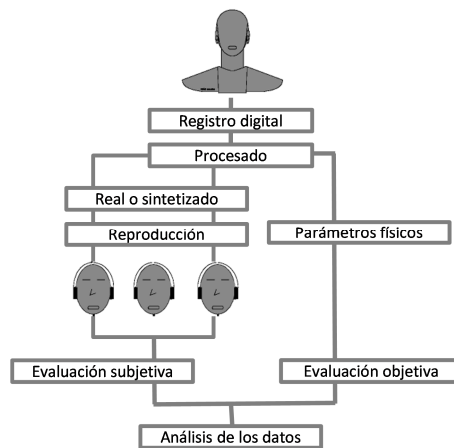 Registro digital
Procesado
Real o sintetizado
Reproducción
Parámetros físicos
Evaluación subjetiva
Evaluación objetiva
Análisis de los datos